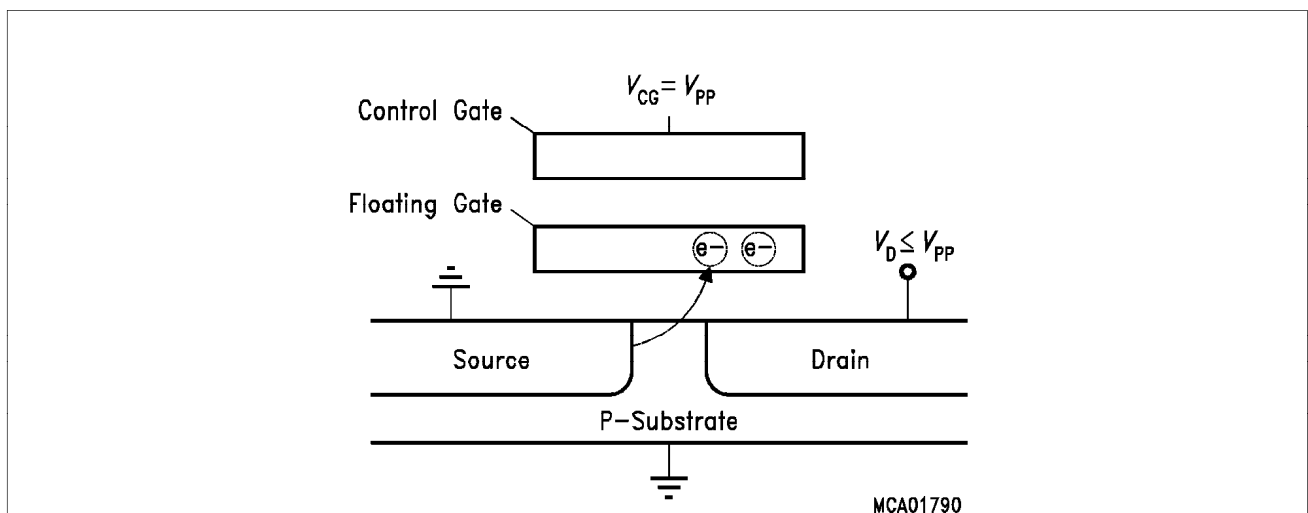 V_CG = V_PP
Control Gate
Floating Gate
e− e−
V_D ≤ V_PP
Source
Drain
P−Substrate
MCA01790